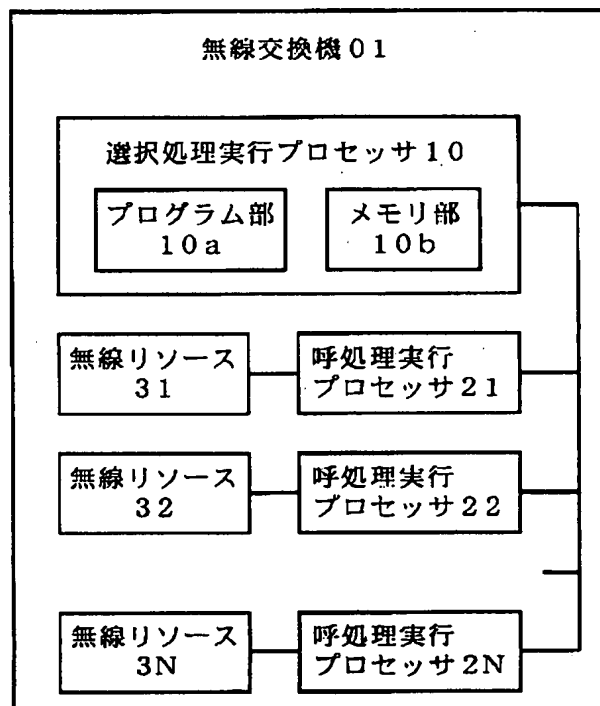 無線交換機01
選択処理実行プロセッサ10
プログラム部
10a
メモリ部
10b
無線リソース
31
呼処理実行
プロセッサ21
無線リソース
32
呼処理実行
プロセッサ22
無線リソース
3N
呼処理実行
プロセッサ2N